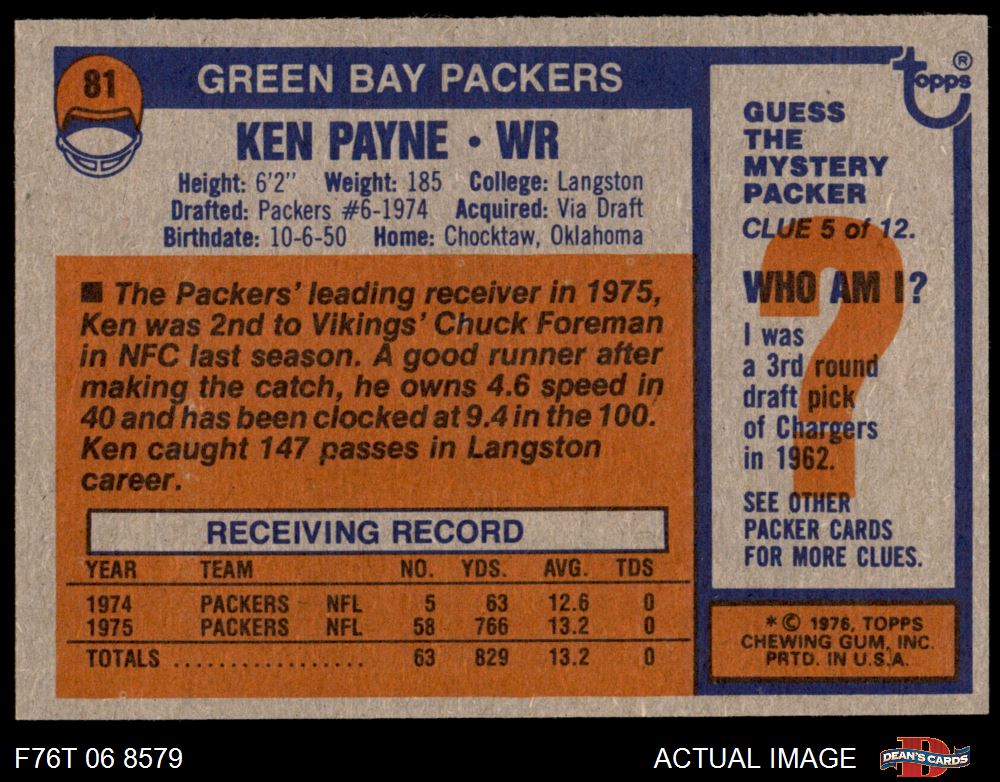 81
GREEN BAY PACKERS
KEN PAYNE • WR
Height: 6'2" Weight: 185 College: Langston
Drafted: Packers #6-1974 Acquired: Via Draft
Birthdate: 10-6-50 Home: Chocktaw, Oklahoma
■ The Packers' leading receiver in 1975,
Ken was 2nd to Vikings' Chuck Foreman
in NFC last season. A good runner after
making the catch, he owns 4.6 speed in
40 and has been clocked at 9.4 in the 100.
Ken caught 147 passes in Langston
career.
RECEIVING RECORD
YEAR TEAM NO. YDS. AVG. TDS
1974 PACKERS NFL 5 63 12.6 0
1975 PACKERS NFL 58 766 13.2 0
TOTALS .................. 63 829 13.2 0
topps ®
GUESS
THE
MYSTERY
PACKER
CLUE 5 of 12.
WHO AM I?
I was
a 3rd round
draft pick
of Chargers
in 1962.
SEE OTHER
PACKER CARDS
FOR MORE CLUES.
* © 1976, TOPPS
CHEWING GUM, INC.
PRTD. IN U.S.A.
F76T 06 8579
ACTUAL IMAGE
DEAN'S CARDS